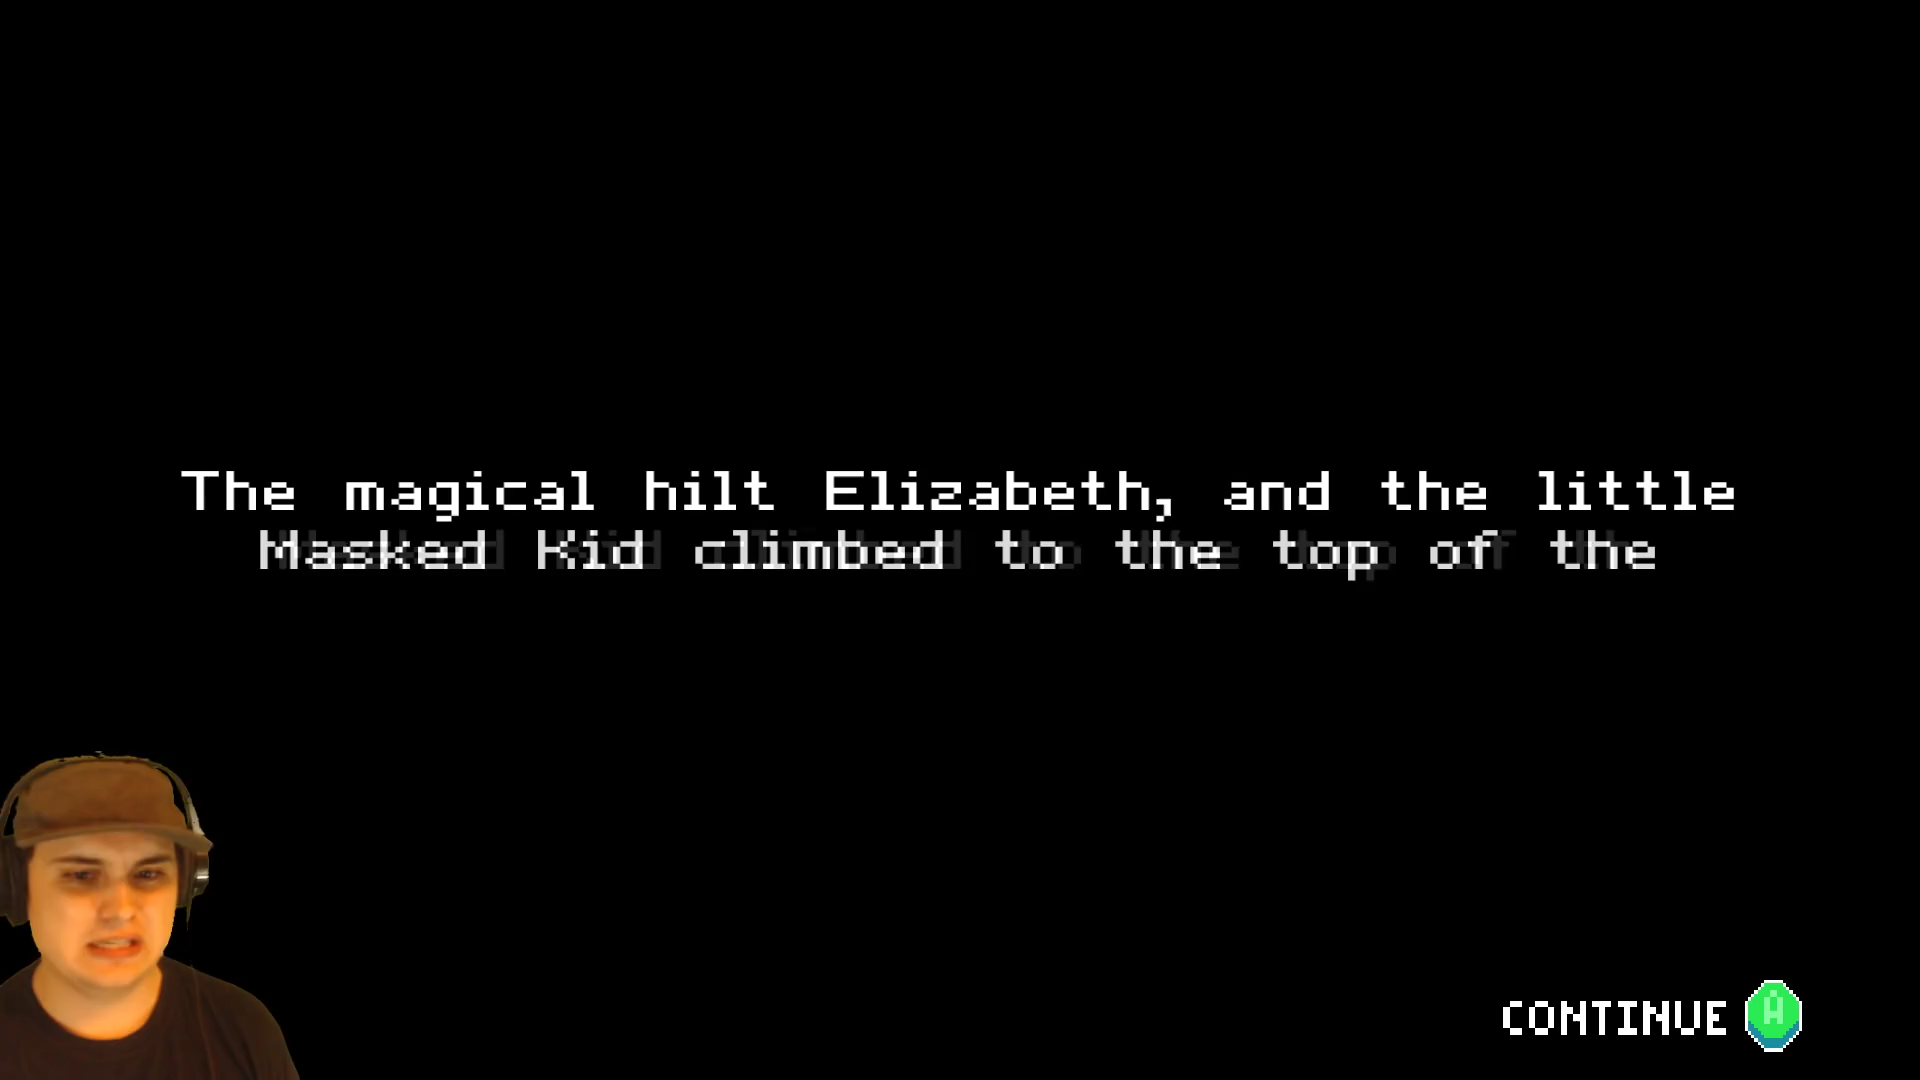 The magical hilt Elizabeth, and the little
Masked Kid climbed to the top of the
CONTINUE A